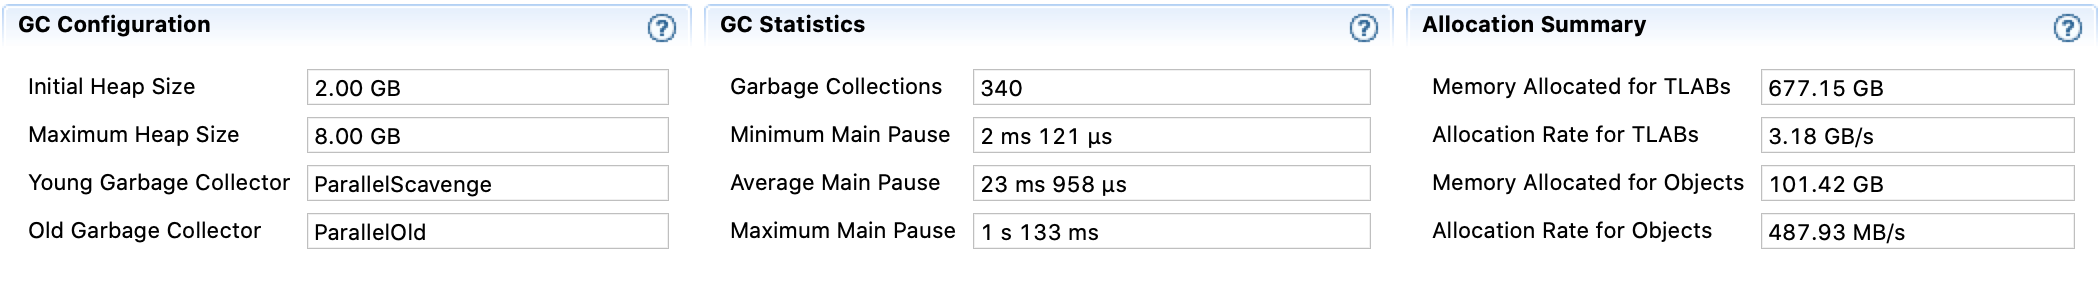 GC Configuration
Initial Heap Size 2.00 GB
Maximum Heap Size 8.00 GB
Young Garbage Collector ParallelScavenge
Old Garbage Collector ParallelOld
GC Statistics
Garbage Collections 340
Minimum Main Pause 2 ms 121 µs
Average Main Pause 23 ms 958 µs
Maximum Main Pause 1 s 133 ms
Allocation Summary
Memory Allocated for TLABs 677.15 GB
Allocation Rate for TLABs 3.18 GB/s
Memory Allocated for Objects 101.42 GB
Allocation Rate for Objects 487.93 MB/s